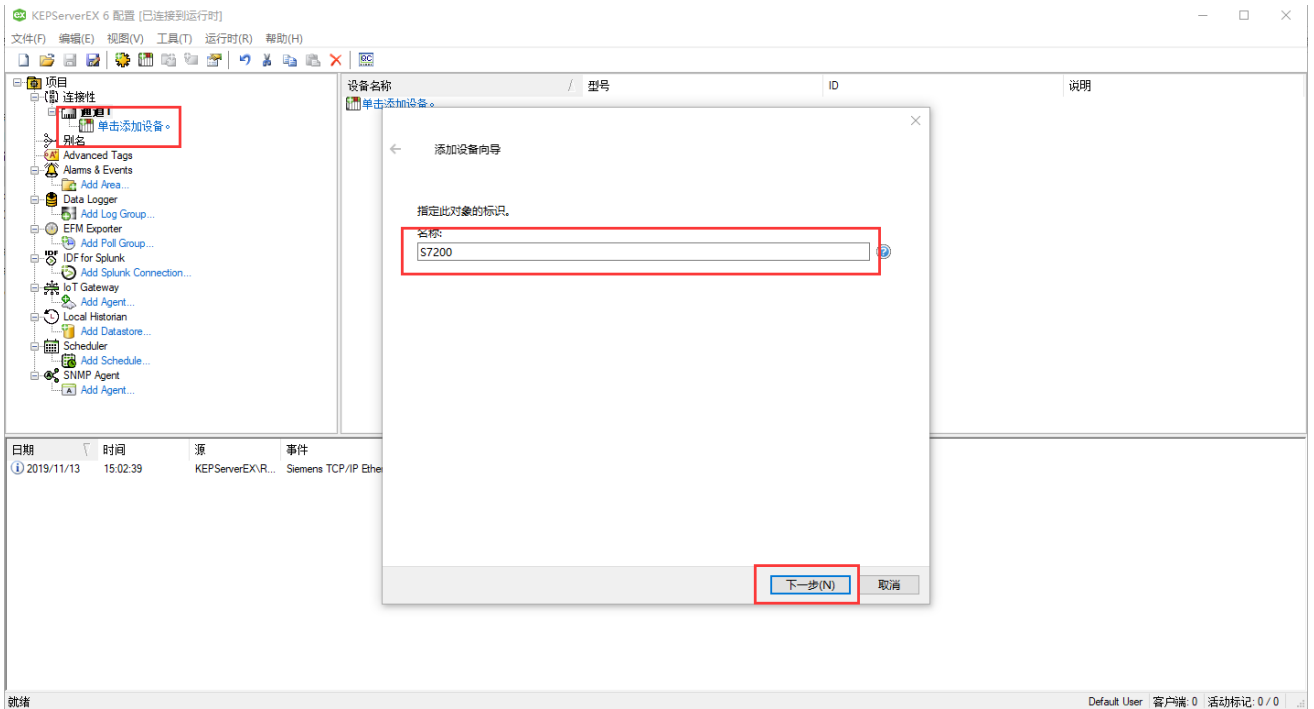 KEPServerEX 6 配置 [已连接到运行时]
文件(F) 编辑(E) 视图(V) 工具(T) 运行时(R) 帮助(H)
项目
连接性
通道1
单击添加设备。
别名
Advanced Tags
Alarms & Events
Add Area...
Data Logger
Add Log Group...
EFM Exporter
Add Poll Group...
IDF for Splunk
Add Splunk Connection...
IoT Gateway
Add Agent...
Local Historian
Add Datastore...
Scheduler
Add Schedule...
SNMP Agent
Add Agent...
设备名称 型号 ID 说明
单击添加设备。
添加设备向导
指定此对象的标识。
名称:
S7200
下一步(N) 取消
日期 时间 源 事件
2019/11/13 15:02:39 KEPServerEX\R... Siemens TCP/IP Ether
就绪
Default User 客户端: 0 活动标记: 0 / 0